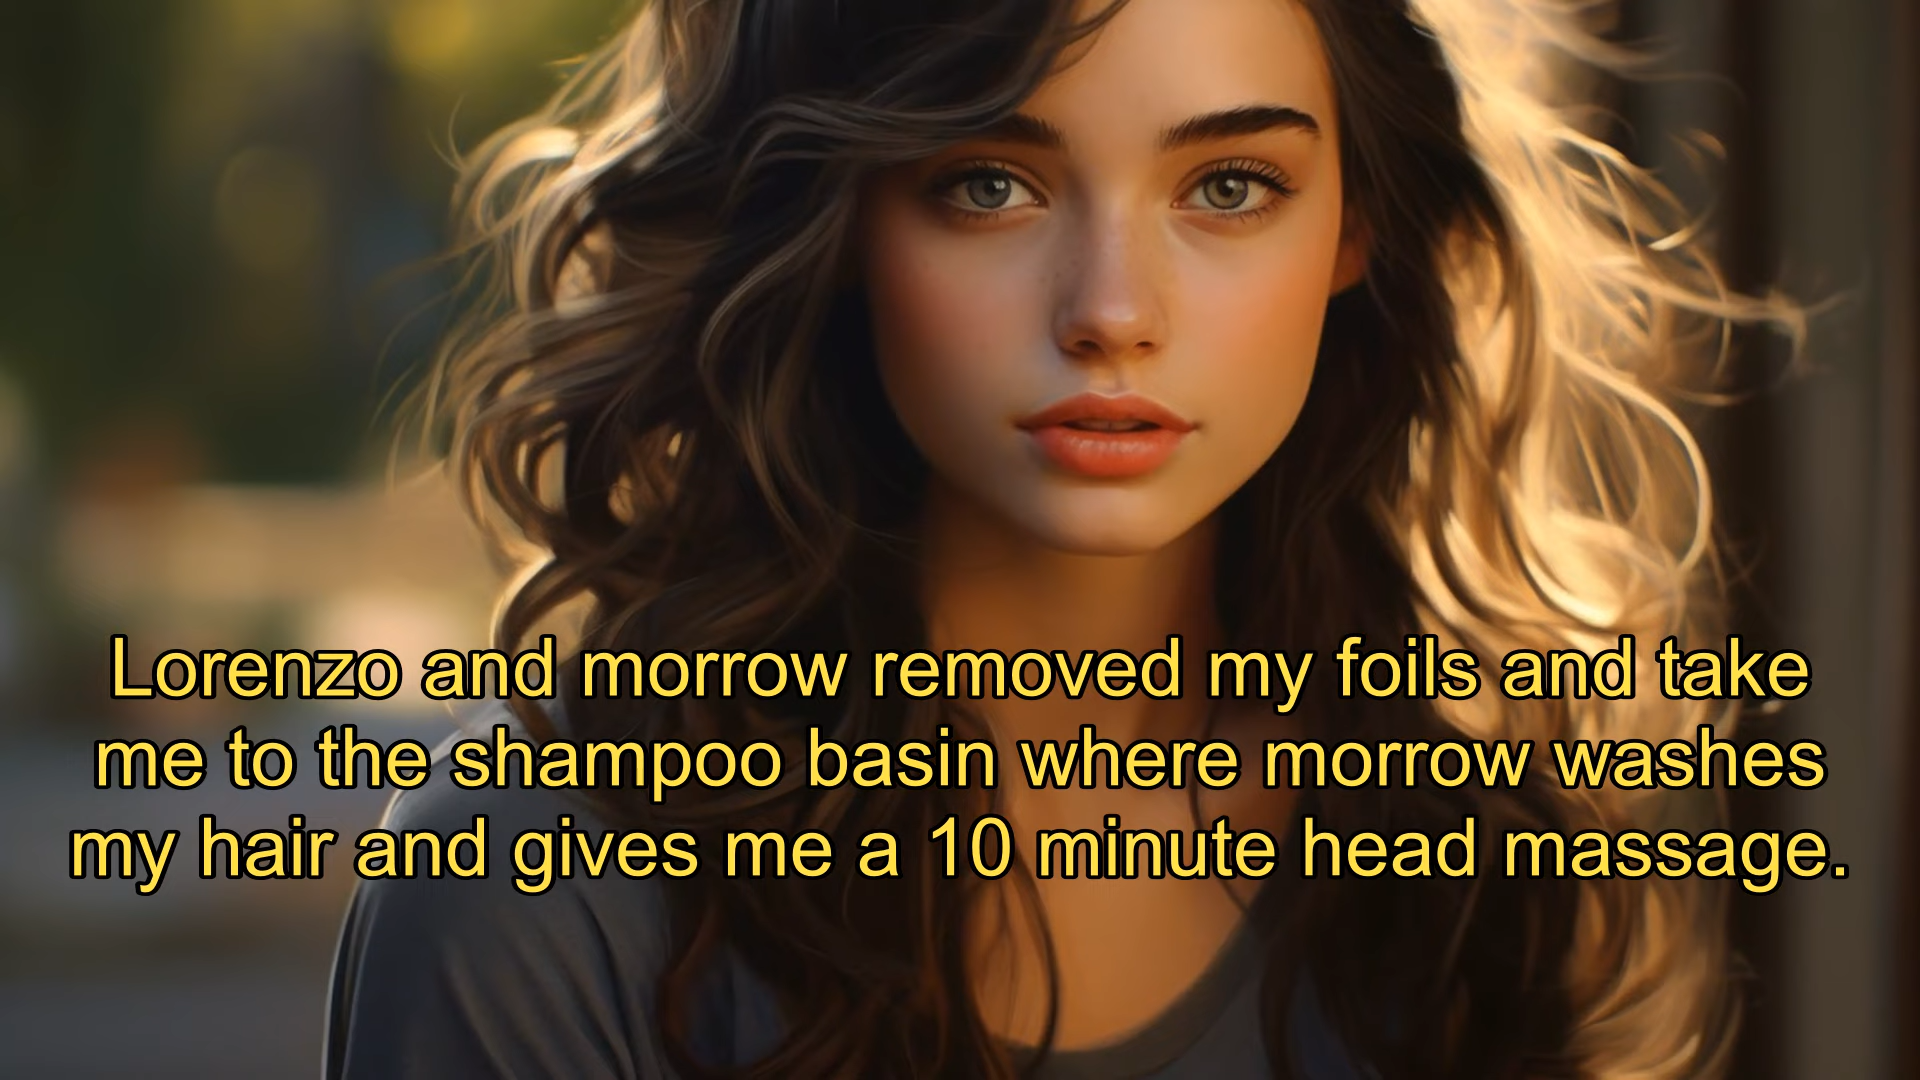 Lorenzo and morrow removed my foils and take
me to the shampoo basin where morrow washes
my hair and gives me a 10 minute head massage.